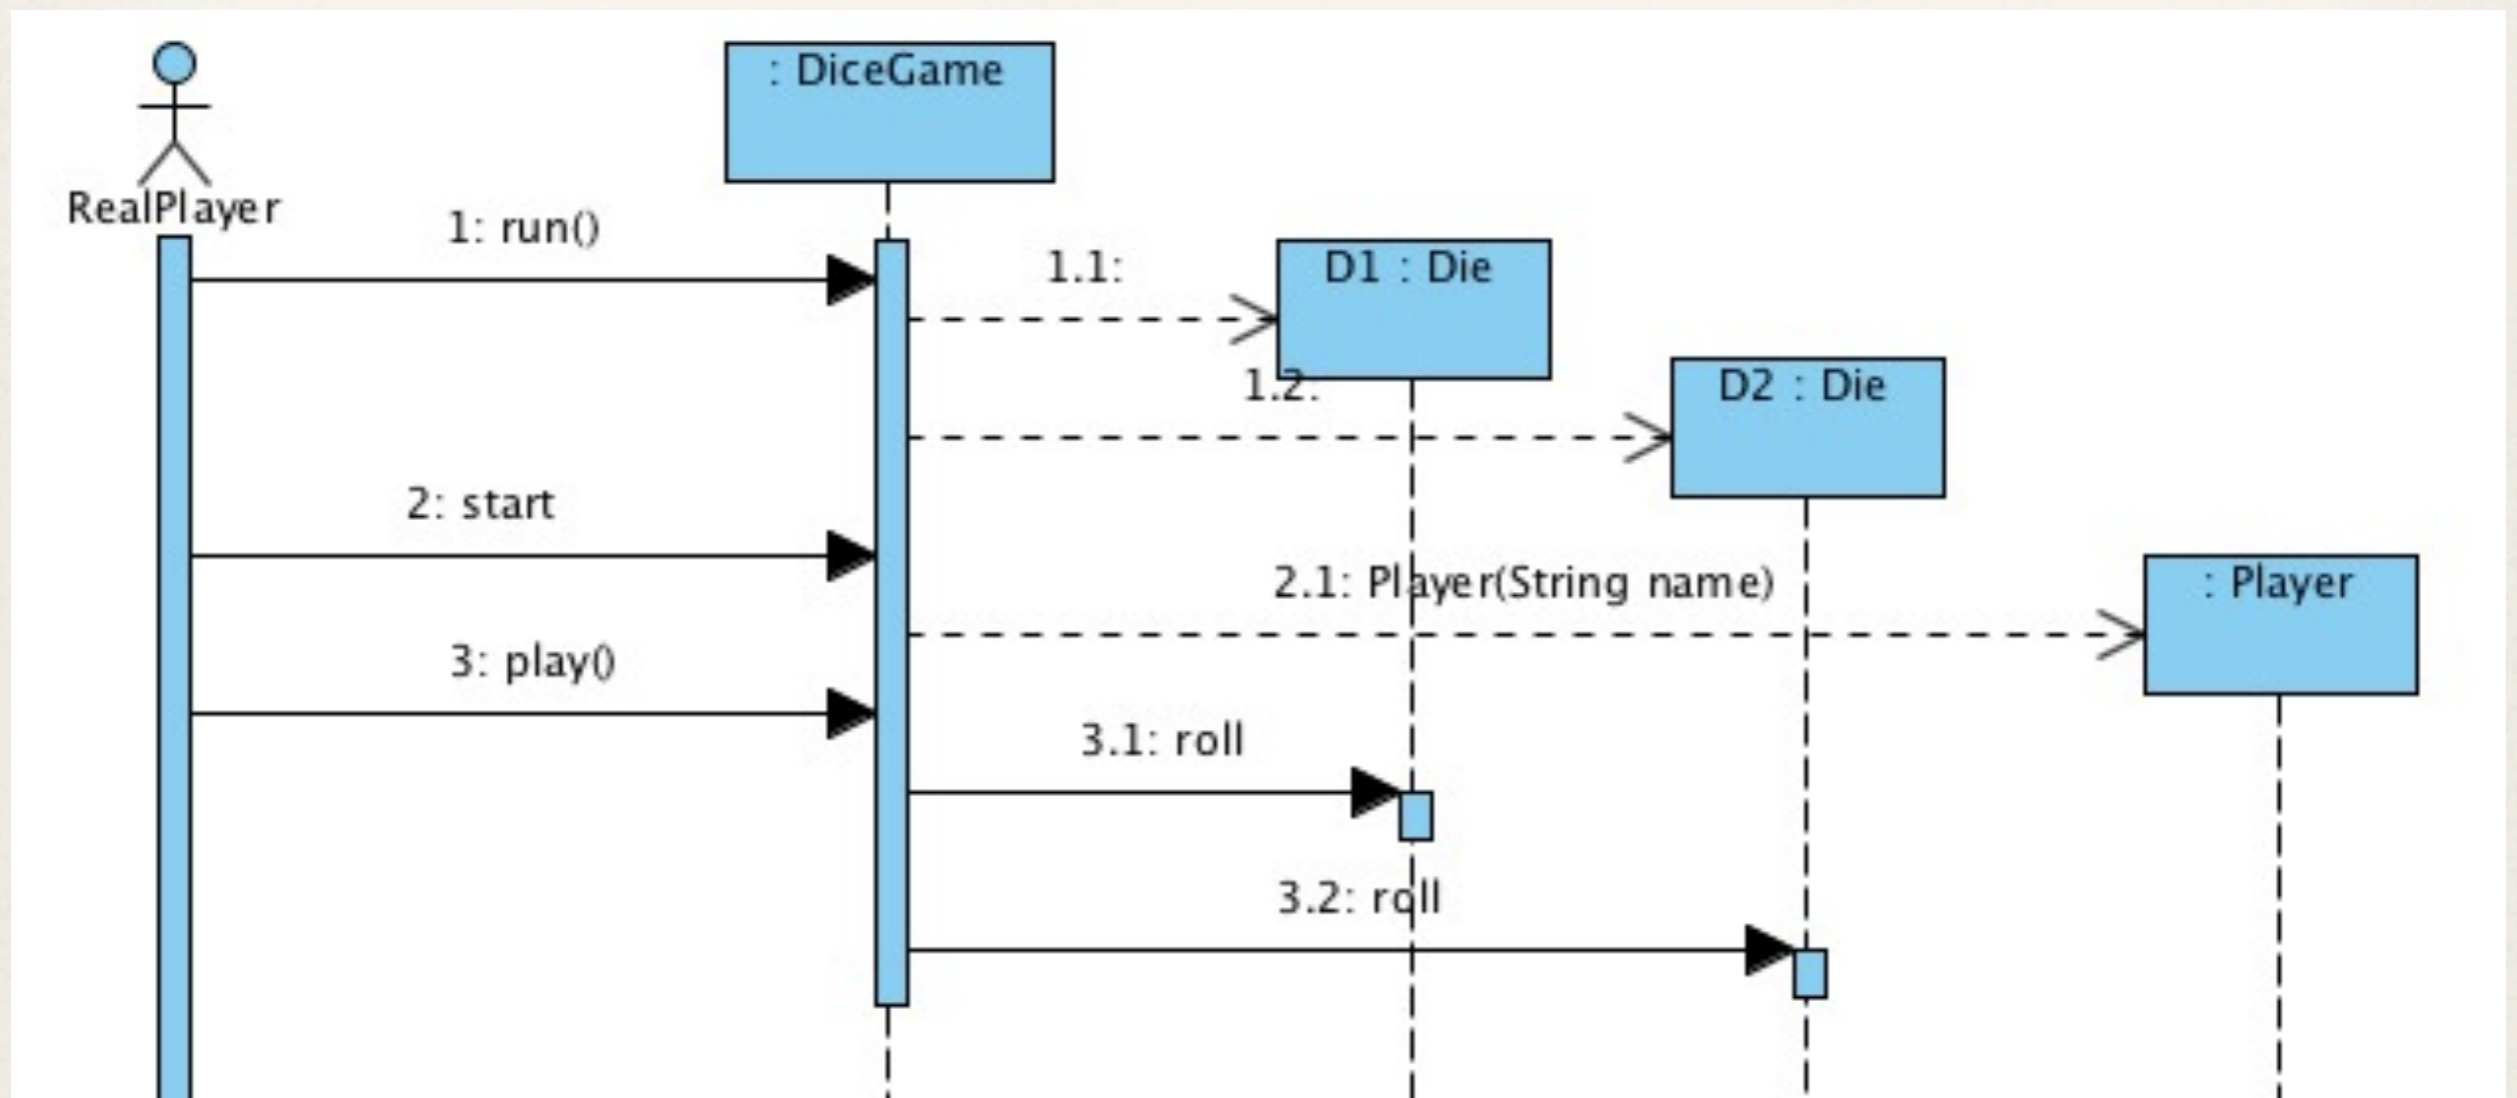 : DiceGame
RealPlayer
1: run()
1.1:
D1 : Die
1.2:
D2 : Die
2: start
2.1: Player(String name)
: Player
3: play()
3.1: roll
3.2: roll